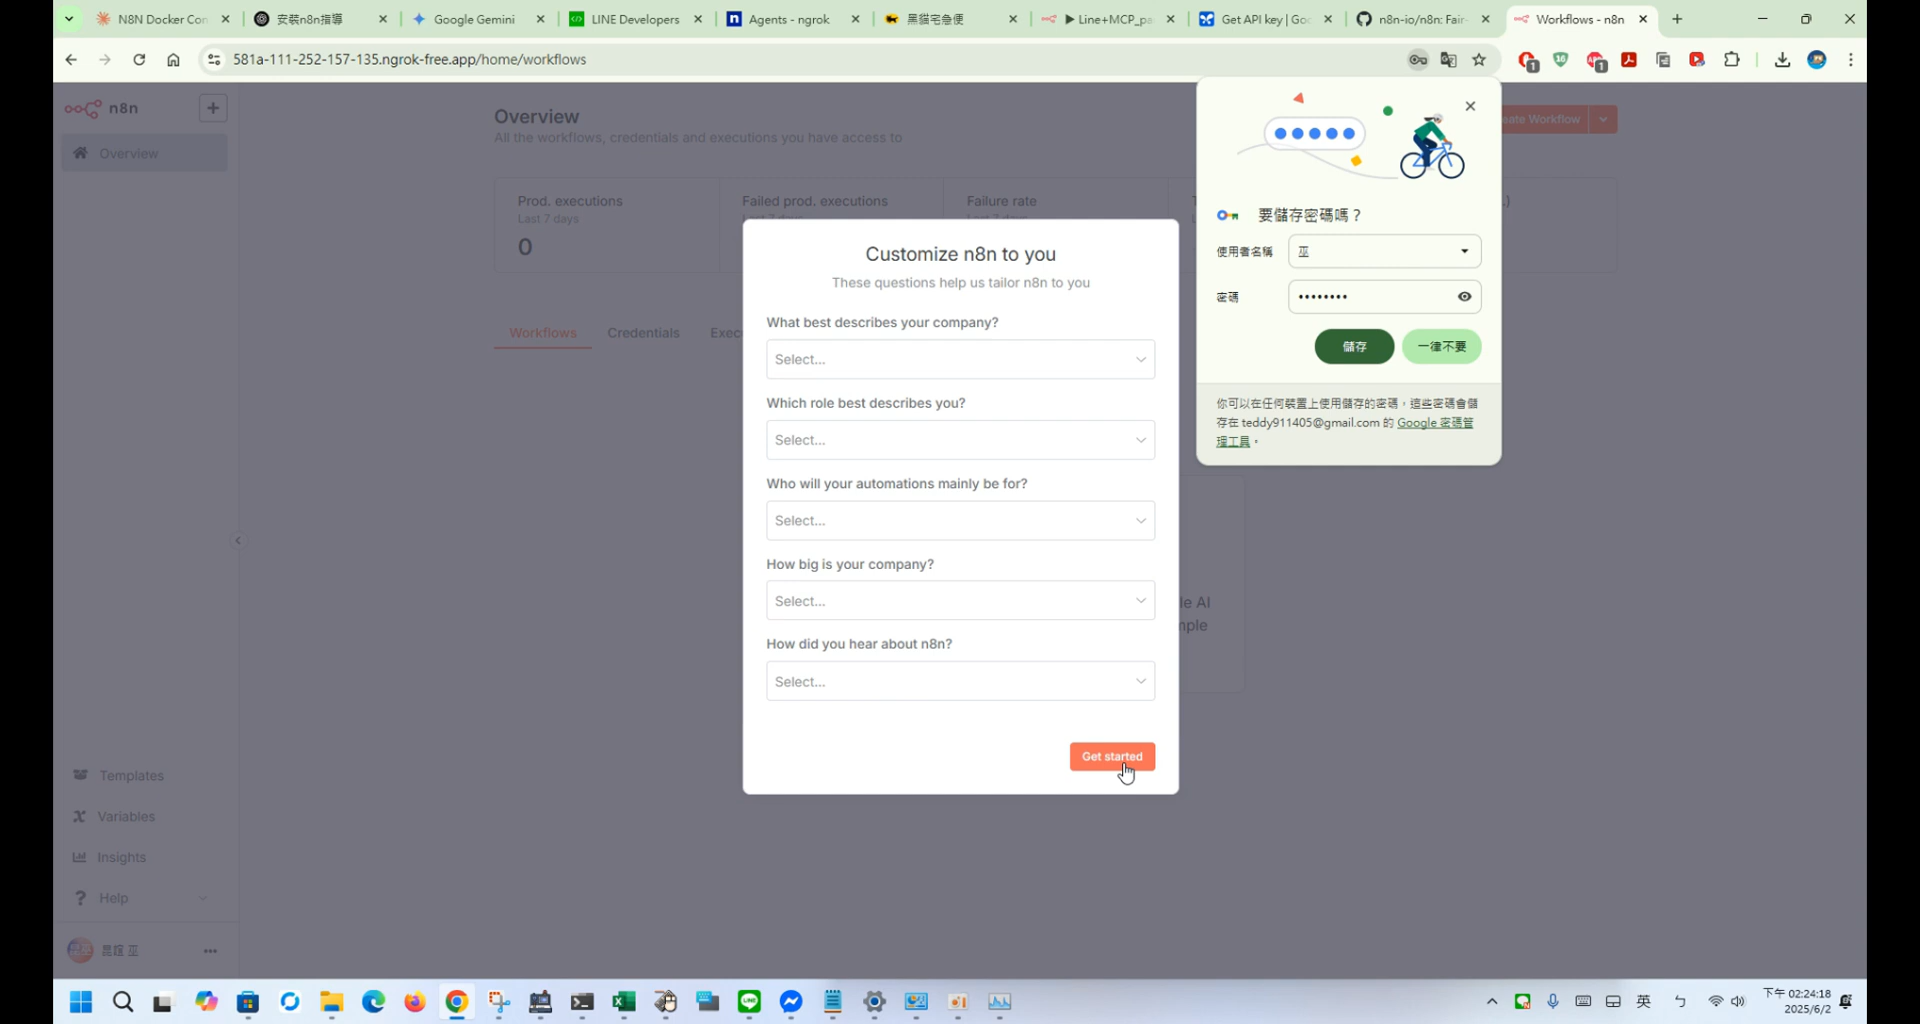 N8N Docker Con
安裝n8n指導
Google Gemini
LINE Developers
Agents - ngrok
黑貓宅急便
Line+MCP_pa
Get API key | Goo
n8n-io/n8n: Fair-
Workflows - n8n
581a-111-252-157-135.ngrok-free.app/home/workflows
n8n
Overview
Overview
All the workflows, credentials and executions you have access to
eate Workflow
Prod. executions
Last 7 days
0
Failed prod. executions
Last 7 days
Failure rate
Workflows
Credentials
Exec
Customize n8n to you
These questions help us tailor n8n to you
What best describes your company?
Select...
Which role best describes you?
Select...
Who will your automations mainly be for?
Select...
How big is your company?
Select...
How did you hear about n8n?
Select...
Get started
le AI
mple
要儲存密碼嗎？
使用者名稱
巫
密碼
••••••••
儲存
一律不要
你可以在任何裝置上使用儲存的密碼，這些密碼會儲
存在 teddy911405@gmail.com 的 Google 密碼管
理工具。
Templates
Variables
Insights
Help
英
下午 02:24:18
2025/6/2